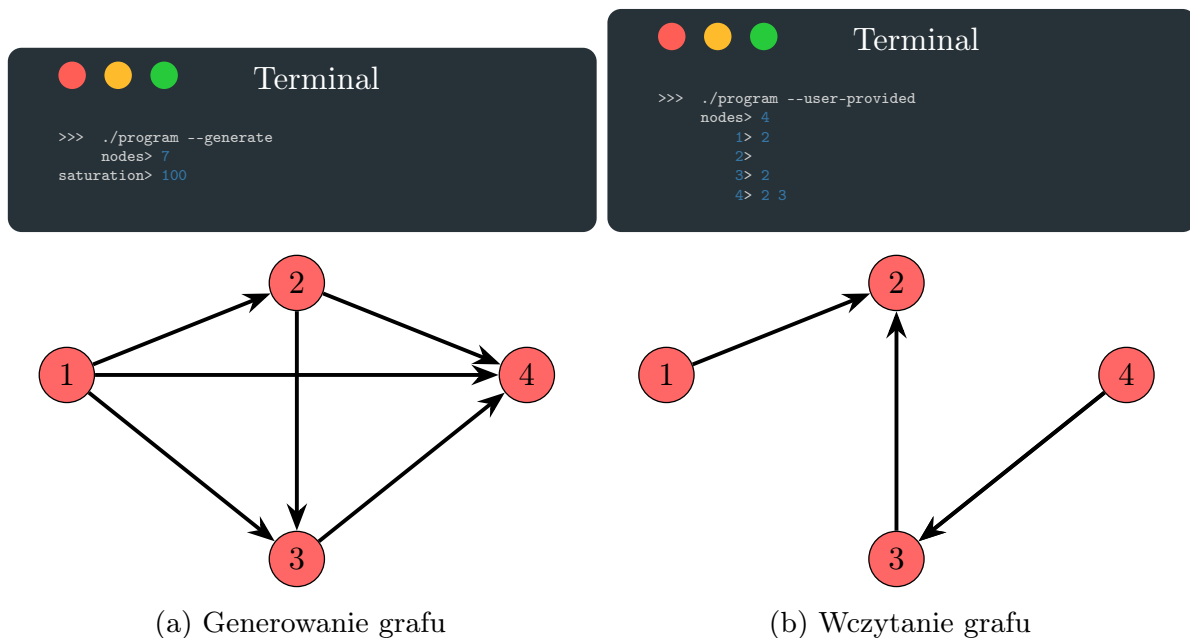 Terminal
>>> ./program --generate
nodes> 7
saturation> 100
Terminal
>>> ./program --user-provided
nodes> 4
1> 2
2>
3> 2
4> 2 3
2
1
4
3
(a) Generowanie grafu
2
1
4
3
(b) Wczytanie grafu